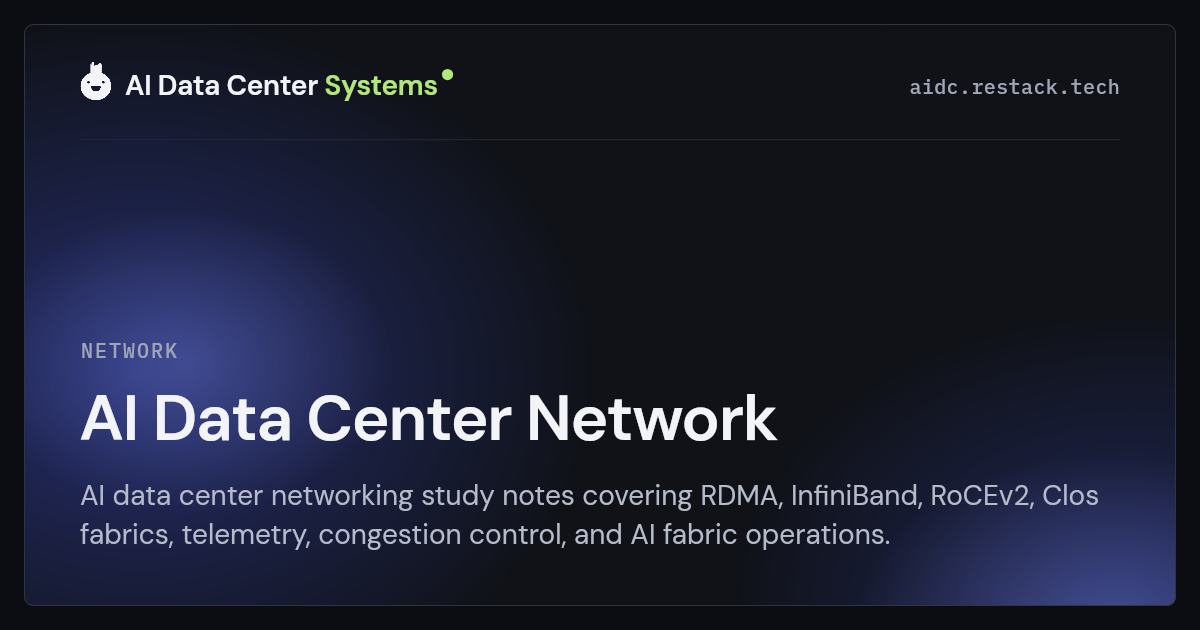 AI Data Center Systems
aidc.restack.tech
NETWORK
AI Data Center Network
AI data center networking study notes covering RDMA, InfiniBand, RoCEv2, Clos
fabrics, telemetry, congestion control, and AI fabric operations.